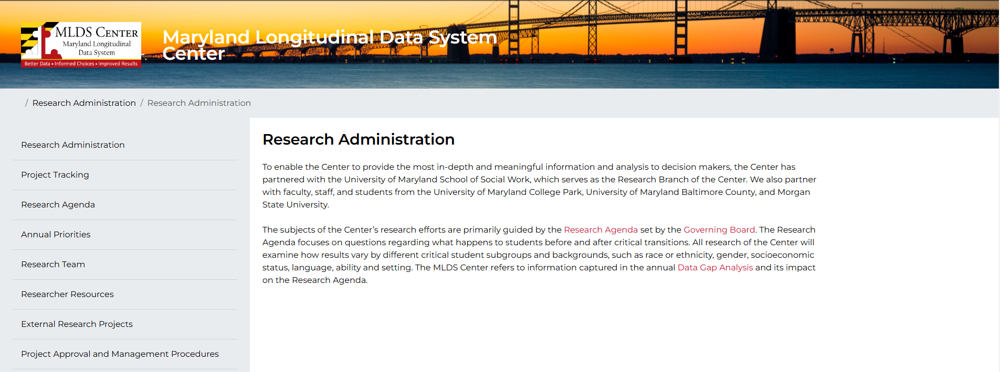 MLDS CENTER
Maryland Longitudinal
Data System
Better Data • Informed Choices • Improved Results
Maryland Longitudinal Data System
Center
/ Research Administration / Research Administration
Research Administration
Project Tracking
Research Agenda
Annual Priorities
Research Team
Researcher Resources
External Research Projects
Project Approval and Management Procedures
Research Administration
To enable the Center to provide the most in-depth and meaningful information and analysis to decision makers, the Center has
partnered with the University of Maryland School of Social Work, which serves as the Research Branch of the Center. We also partner
with faculty, staff, and students from the University of Maryland College Park, University of Maryland Baltimore County, and Morgan
State University.
The subjects of the Center’s research efforts are primarily guided by the Research Agenda set by the Governing Board. The Research
Agenda focuses on questions regarding what happens to students before and after critical transitions. All research of the Center will
examine how results vary by different critical student subgroups and backgrounds, such as race or ethnicity, gender, socioeconomic
status, language, ability and setting. The MLDS Center refers to information captured in the annual Data Gap Analysis and its impact
on the Research Agenda.